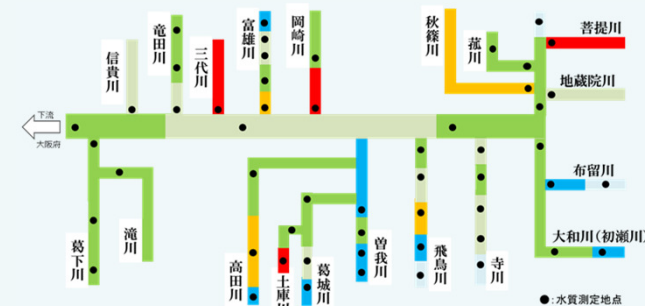 信貴川
竜田川
三代川
富雄川
岡崎川
秋篠川
菰川
菩提川
地蔵院川
下流
大阪府
布留川
大和川(初瀬川)
葛下川
滝川
高田川
土庫川
葛城川
曽我川
飛鳥川
寺川
●:水質測定地点